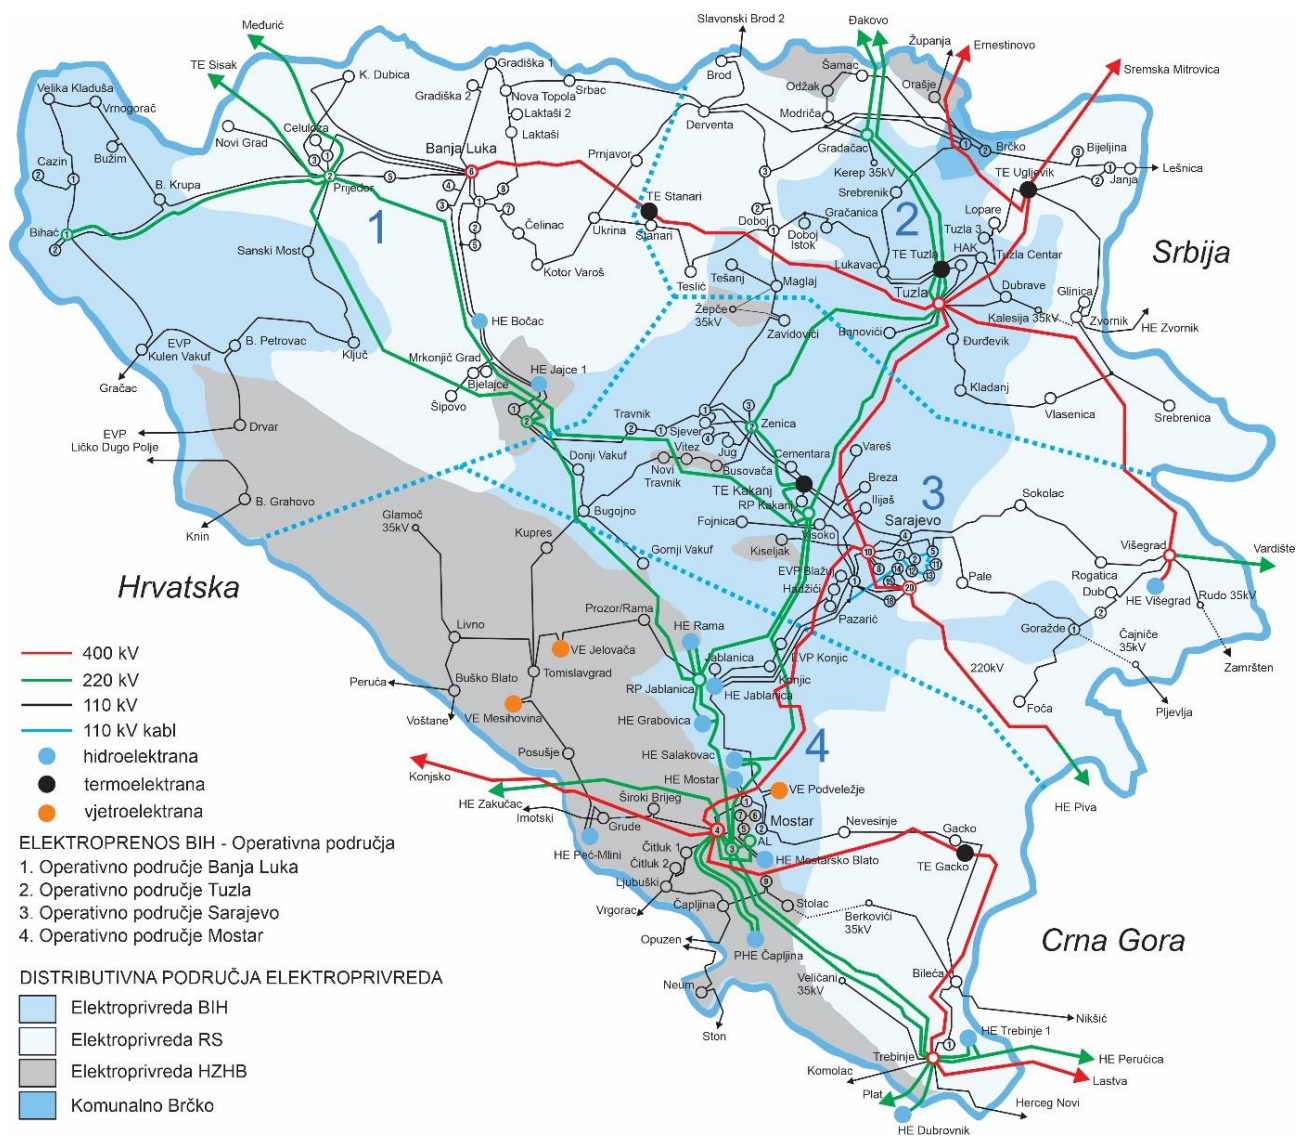 Međurić
TE Sisak
Slavonski Brod 2
Đakovo
Županja
Ernestinovo
Sremska Mitrovica
K. Dubica
Gradiška 1
Gradiška 2
Nova Topola
Srbac
Brod
Šamac
Odžak
Orašje
Modriča
Velika Kladuša
Vrnogorač
Laktaši 2
Laktaši
Derventa
Celuloza
Novi Grad
Bužim
Cazin
Banja Luka
Prnjavor
Gradačac
Brčko
Bijeljina
Lešnica
Janja
Kerep 35kV
TE Ugljevik
Prijedor
B. Krupa
Srebrenik
TE Stanari
Stanari
Ukrina
Čelinac
Kotor Varoš
Doboj
Doboj
Istok
Gračanica
Lopare
Tuzla 3
HAK
TE Tuzla
Tuzla Centar
Lukavac
Tuzla
Bihać
Sanski Most
1
2
Srbija
Teslić
Tešanj
Maglaj
Žepče
35kV
Zavidovići
Dubrave
Kalesija 35kV
Glinica
Zvornik
HE Zvornik
Banovići
Đurđevik
Kladanj
Vlasenica
Srebrenica
HE Bočac
EVP
Kulen Vakuf
B. Petrovac
Ključ
Gračac
Mrkonjić Grad
Bjelajce
Šipovo
HE Jajce 1
Drvar
EVP
Ličko Dugo Polje
Travnik
Sjever
Jug
Zenica
Vitez
Novi
Travnik
Busovača
Cementara
Vareš
Breza
Ilijaš
TE Kakanj
RP Kakanj
3
Donji Vakuf
B. Grahovo
Knin
Glamoč
35kV
Bugojno
Fojnica
Visoko
Sarajevo
Sokolac
Kupres
Gornji Vakuf
Kiseljak
Višegrad
Vardište
Rogatica
Hrvatska
EVP Blažuj
Hadžići
Pazarić
Pale
Dub
HE Višegrad
Rudo 35kV
Goražde
Čajniče
35kV
Zamršten
Prozor/Rama
HE Rama
Livno
VE Jelovača
Jablanica
EVP Konjic
Konjic
220kV
Foča
Pljevlja
400 kV
220 kV
110 kV
110 kV kabl
hidroelektrana
termoelektrana
vjetroelektrana
Buško Blato
Tomislavgrad
RP Jablanica
HE Jablanica
Peruća
Voštane
VE Mesihovina
HE Grabovica
Posušje
HE Salakovac
4
HE Mostar
VE Podveležje
Konjsko
HE Zakučac
HE Piva
Imotski
Široki Brijeg
Grude
Mostar
AL
Nevesinje
Gacko
TE Gacko
HE Peć-Mlini
Čitluk 1
Čitluk 2
HE Mostarsko Blato
Ljubuški
Vrgorac
Čapljina
Stolac
Berkovići
35kV
Opuzen
PHE Čapljina
Crna Gora
Neum
Ston
Veličani
35kV
Bileća
Nikšić
HE Trebinje 1
Trebinje
Komolac
HE Perućica
Lastva
Plat
Herceg Novi
HE Dubrovnik
ELEKTROPRENOS BIH - Operativna područja
1. Operativno područje Banja Luka
2. Operativno područje Tuzla
3. Operativno područje Sarajevo
4. Operativno područje Mostar
DISTRIBUTIVNA PODRUČJA ELEKTROPRIVREDA
Elektroprivreda BIH
Elektroprivreda RS
Elektroprivreda HZHB
Komunalno Brčko